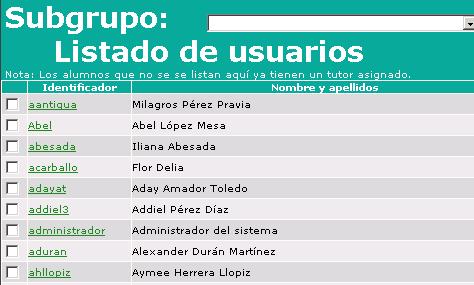 Subgrupo:
Listado de usuarios
Nota: Los alumnos que no se se listan aquí ya tienen un tutor asignado.
Identificador Nombre y apellidos
aantigua Milagros Pérez Pravia
Abel Abel López Mesa
abesada Iliana Abesada
acarballo Flor Delia
adayat Aday Amador Toledo
addiel3 Addiel Pérez Díaz
administrador Administrador del sistema
aduran Alexander Durán Martínez
ahllopiz Aymee Herrera Llopiz